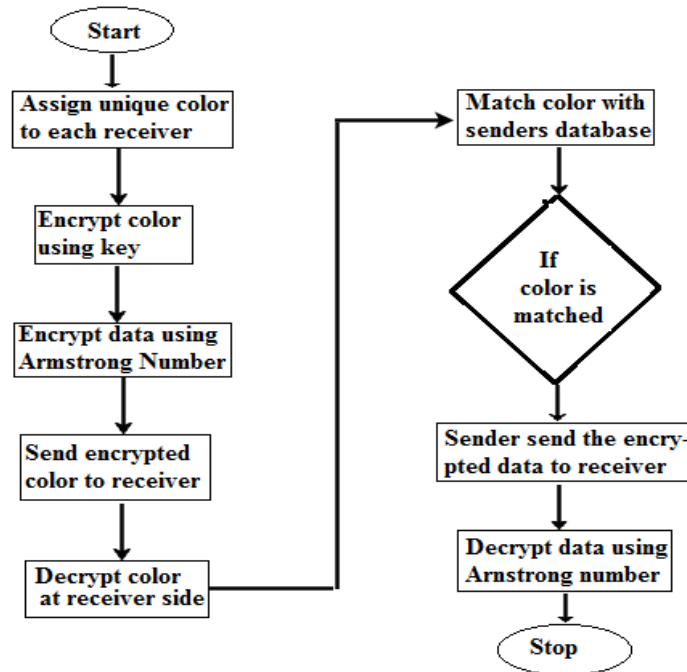 Start
Assign unique color
to each receiver
Encrypt color
using key
Encrypt data using
Armstrong Number
Send encrypted
color to receiver
Decrypt color
at receiver side
Match color with
senders database
If
color is
matched
Sender send the encry-
pted data to receiver
Decrypt data using
Arnstrong number
Stop